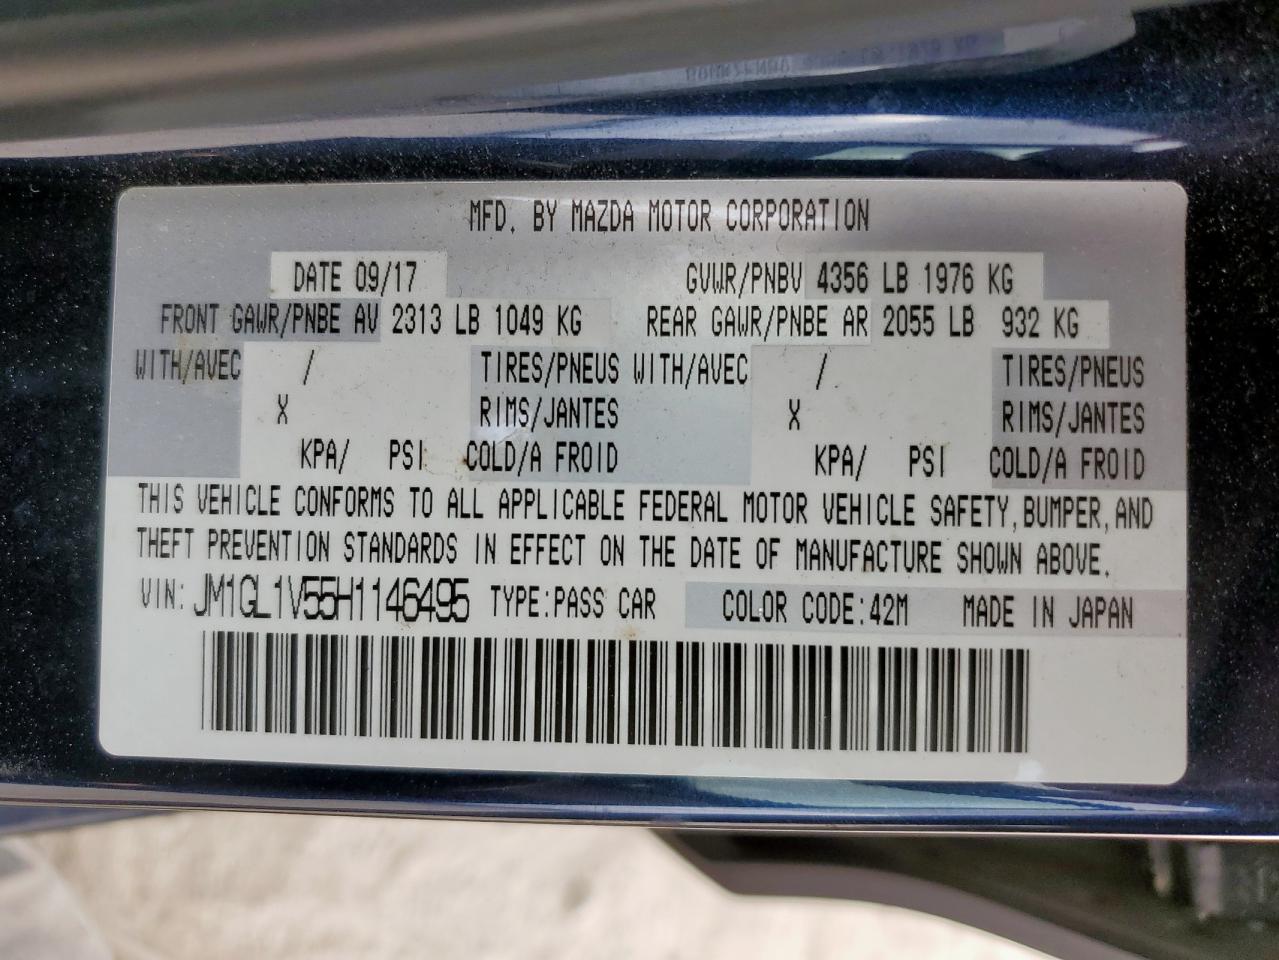 MFD. BY MAZDA MOTOR CORPORATION
DATE 09/17 GVWR/PNBV 4356 LB 1976 KG
FRONT GAWR/PNBE AV 2313 LB 1049 KG REAR GAWR/PNBE AR 2055 LB 932 KG
WITH/AVEC / TIRES/PNEUS WITH/AVEC / TIRES/PNEUS
X RIMS/JANTES X RIMS/JANTES
KPA/ PSI COLD/A FROID KPA/ PSI COLD/A FROID
THIS VEHICLE CONFORMS TO ALL APPLICABLE FEDERAL MOTOR VEHICLE SAFETY, BUMPER, AND
THEFT PREVENTION STANDARDS IN EFFECT ON THE DATE OF MANUFACTURE SHOWN ABOVE.
VIN: JM1GL1V55H1146495 TYPE:PASS CAR COLOR CODE:42M MADE IN JAPAN